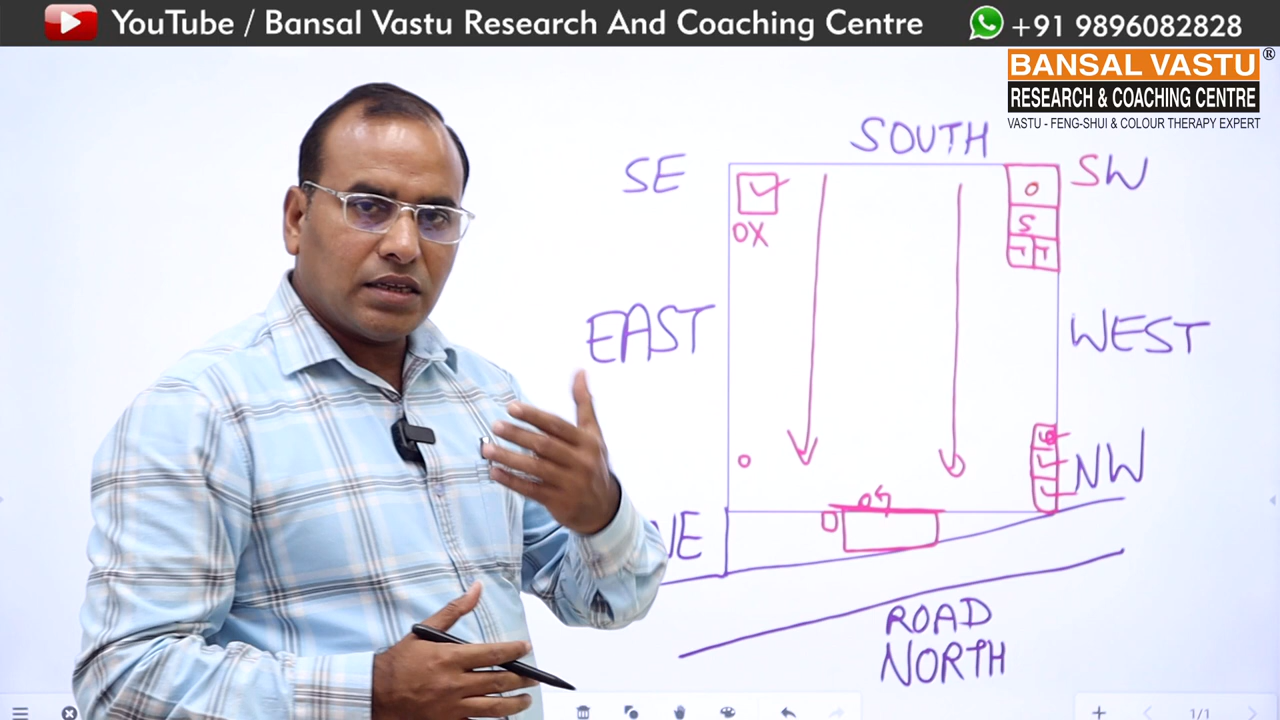 YouTube / Bansal Vastu Research And Coaching Centre
+91 9896082828
BANSAL VASTU®
RESEARCH & COACHING CENTRE
VASTU - FENG-SHUI & COLOUR THERAPY EXPERT
SOUTH
SE
SW
O
S
T T
OX
EAST
WEST
O
NW
NE
ROAD
NORTH
1/1